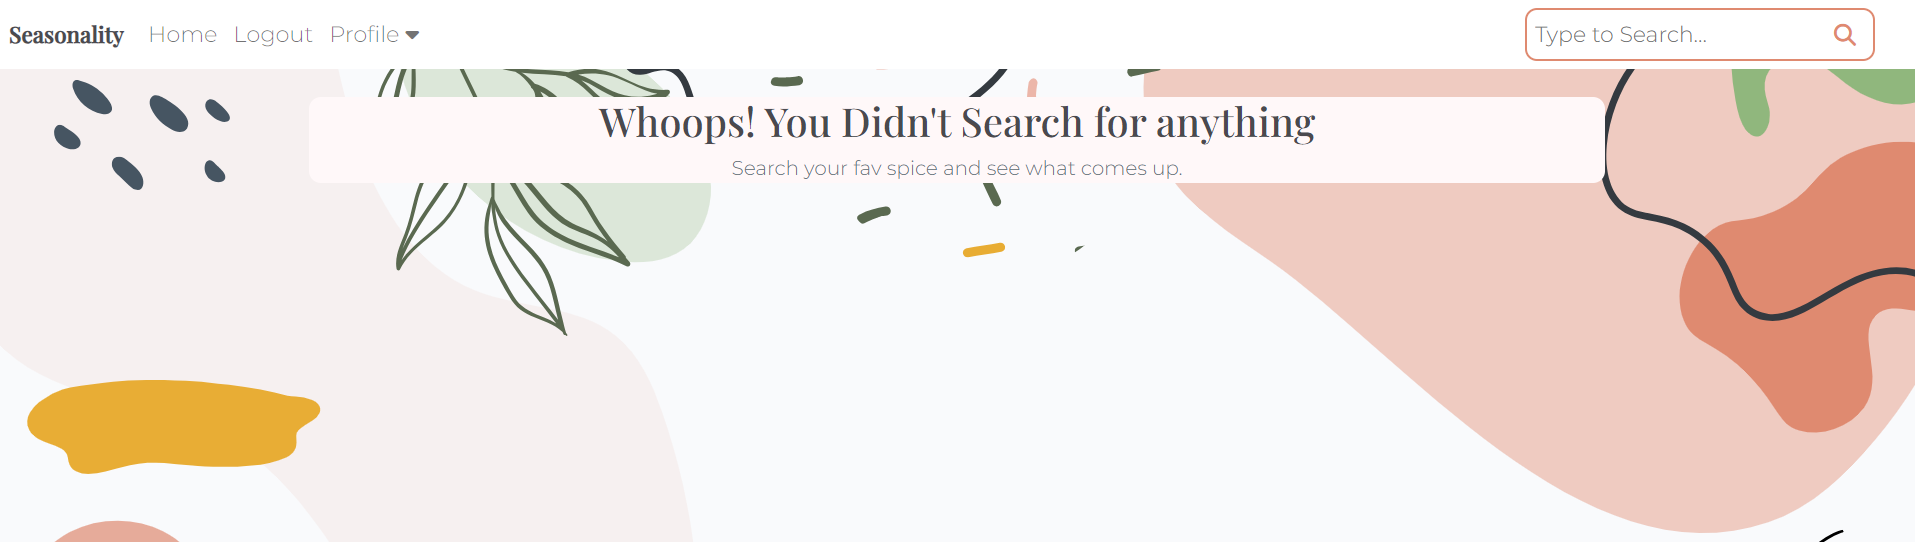 Seasonality Home Logout Profile Type to Search...
Whoops! You Didn't Search for anything
Search your fav spice and see what comes up.